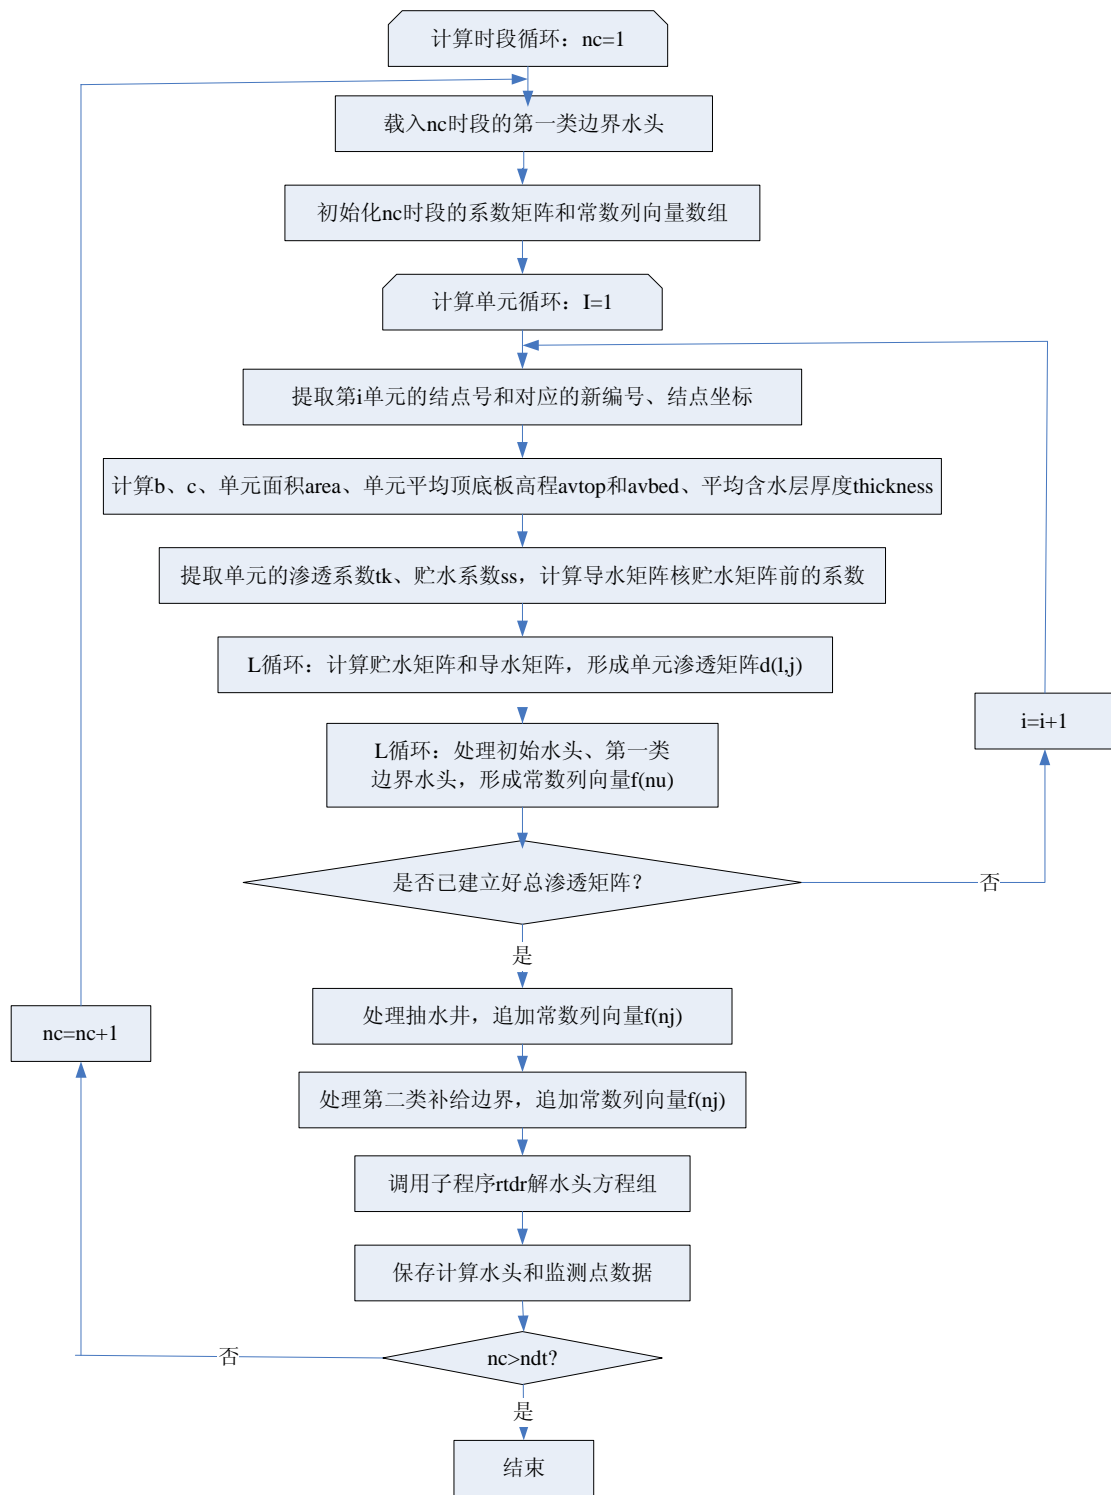 计算时段循环：nc=1
载入nc时段的第一类边界水头
初始化nc时段的系数矩阵和常数列向量数组
计算单元循环：I=1
提取第i单元的结点号和对应的新编号、结点坐标
计算b、c、单元面积area、单元平均顶底板高程avtop和avbed、平均含水层厚度thickness
提取单元的渗透系数tk、贮水系数ss，计算导水矩阵核贮水矩阵前的系数
L循环：计算贮水矩阵和导水矩阵，形成单元渗透矩阵d(l,j)
i=i+1
L循环：处理初始水头、第一类
边界水头，形成常数列向量f(nu)
是否已建立好总渗透矩阵？
否
是
处理抽水井，追加常数列向量f(nj)
nc=nc+1
处理第二类补给边界，追加常数列向量f(nj)
调用子程序rtdr解水头方程组
保存计算水头和监测点数据
nc>ndt?
否
是
结束